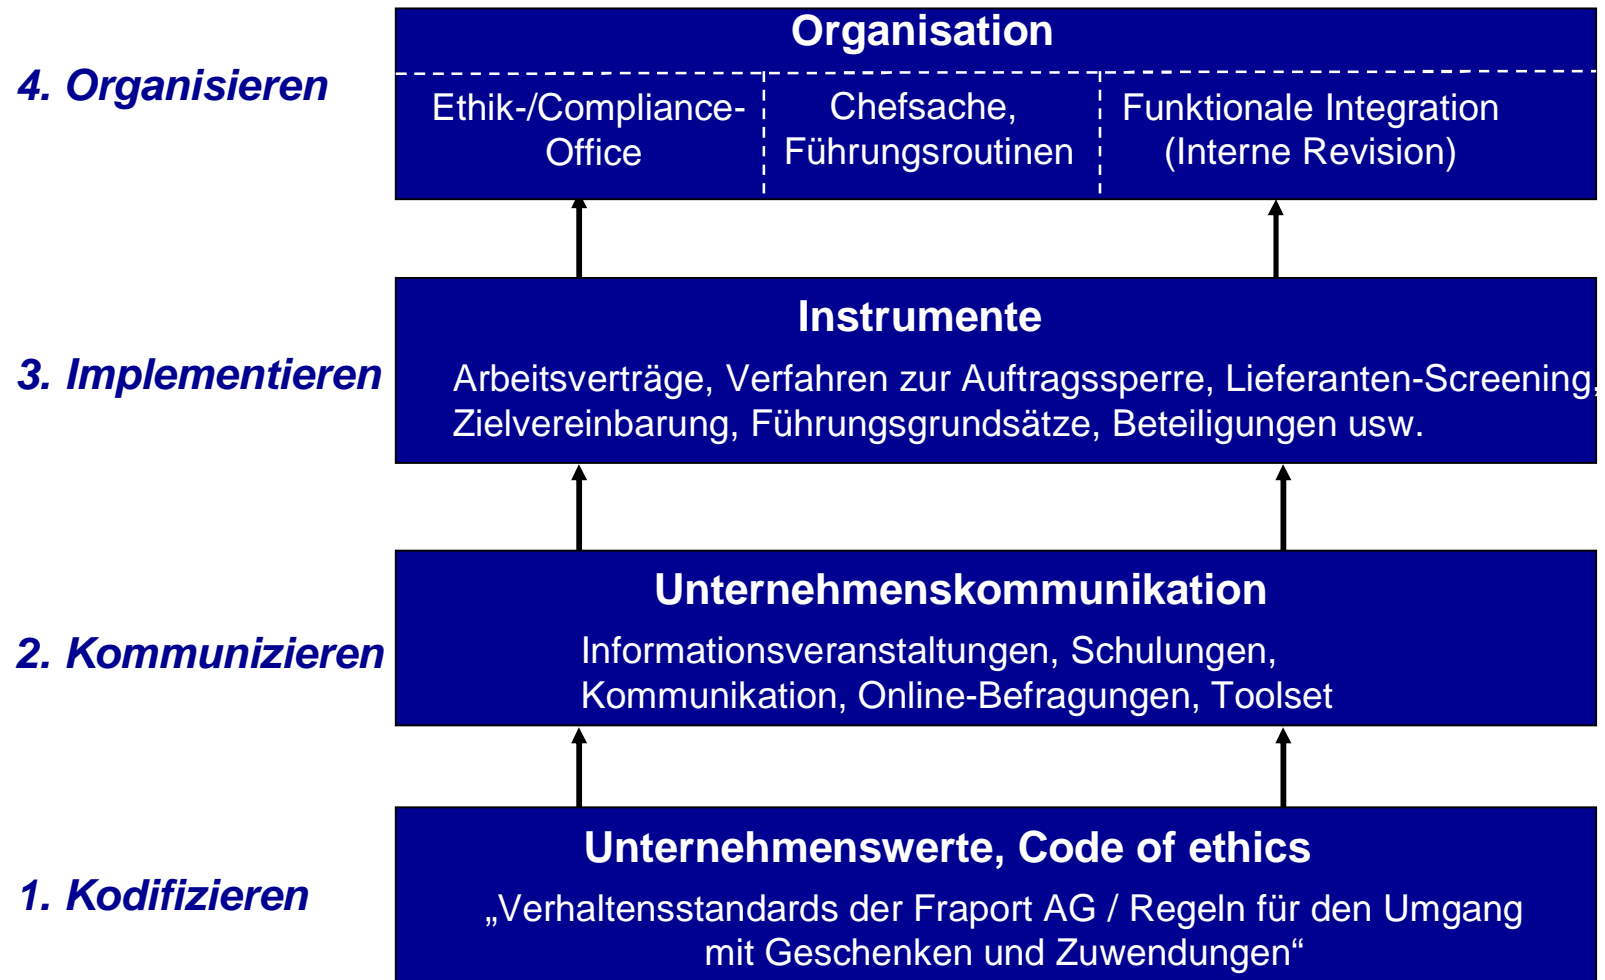 Organisation
4. Organisieren
Ethik-/Compliance-
Office
Chefsache,
Führungsroutinen
Funktionale Integration
(Interne Revision)
Instrumente
3. Implementieren
Arbeitsverträge, Verfahren zur Auftragssperre, Lieferanten-Screening,
Zielvereinbarung, Führungsgrundsätze, Beteiligungen usw.
Unternehmenskommunikation
2. Kommunizieren
Informationsveranstaltungen, Schulungen,
Kommunikation, Online-Befragungen, Toolset
Unternehmenswerte, Code of ethics
1. Kodifizieren
„Verhaltensstandards der Fraport AG / Regeln für den Umgang
mit Geschenken und Zuwendungen“